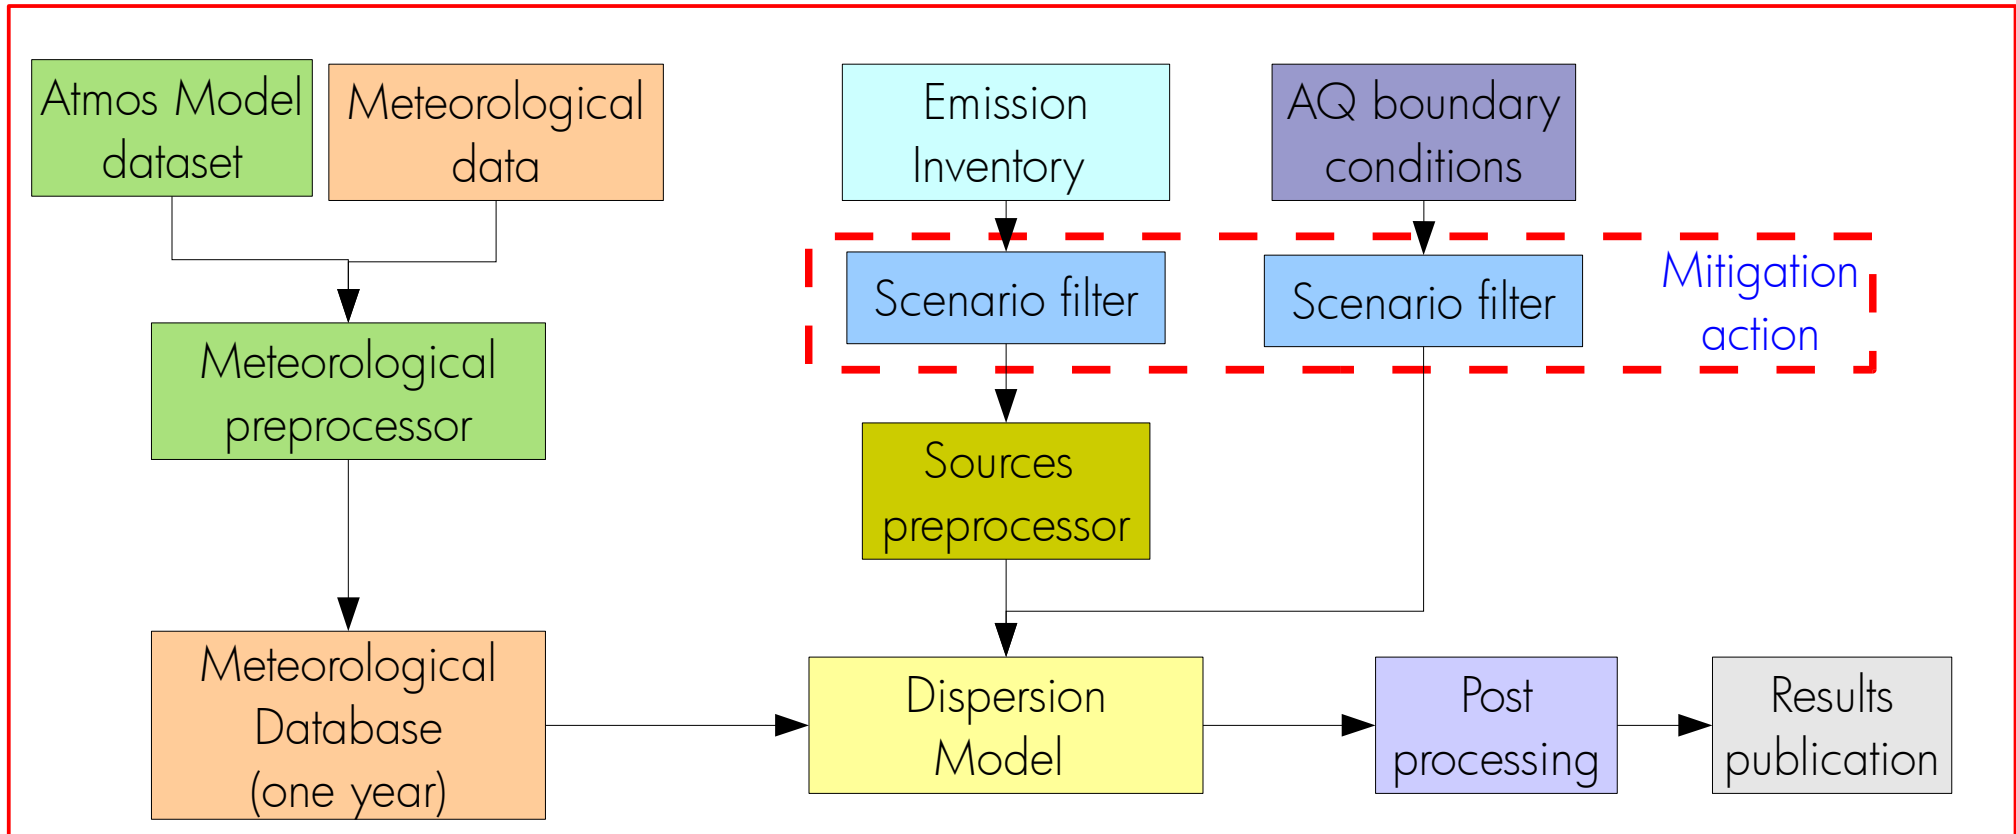 Atmos Model
dataset
Meteorological
data
Emission
Inventory
AQ boundary
conditions
Scenario filter
Scenario filter
Mitigation
action
Meteorological
preprocessor
Sources
preprocessor
Meteorological
Database
(one year)
Dispersion
Model
Post
processing
Results
publication